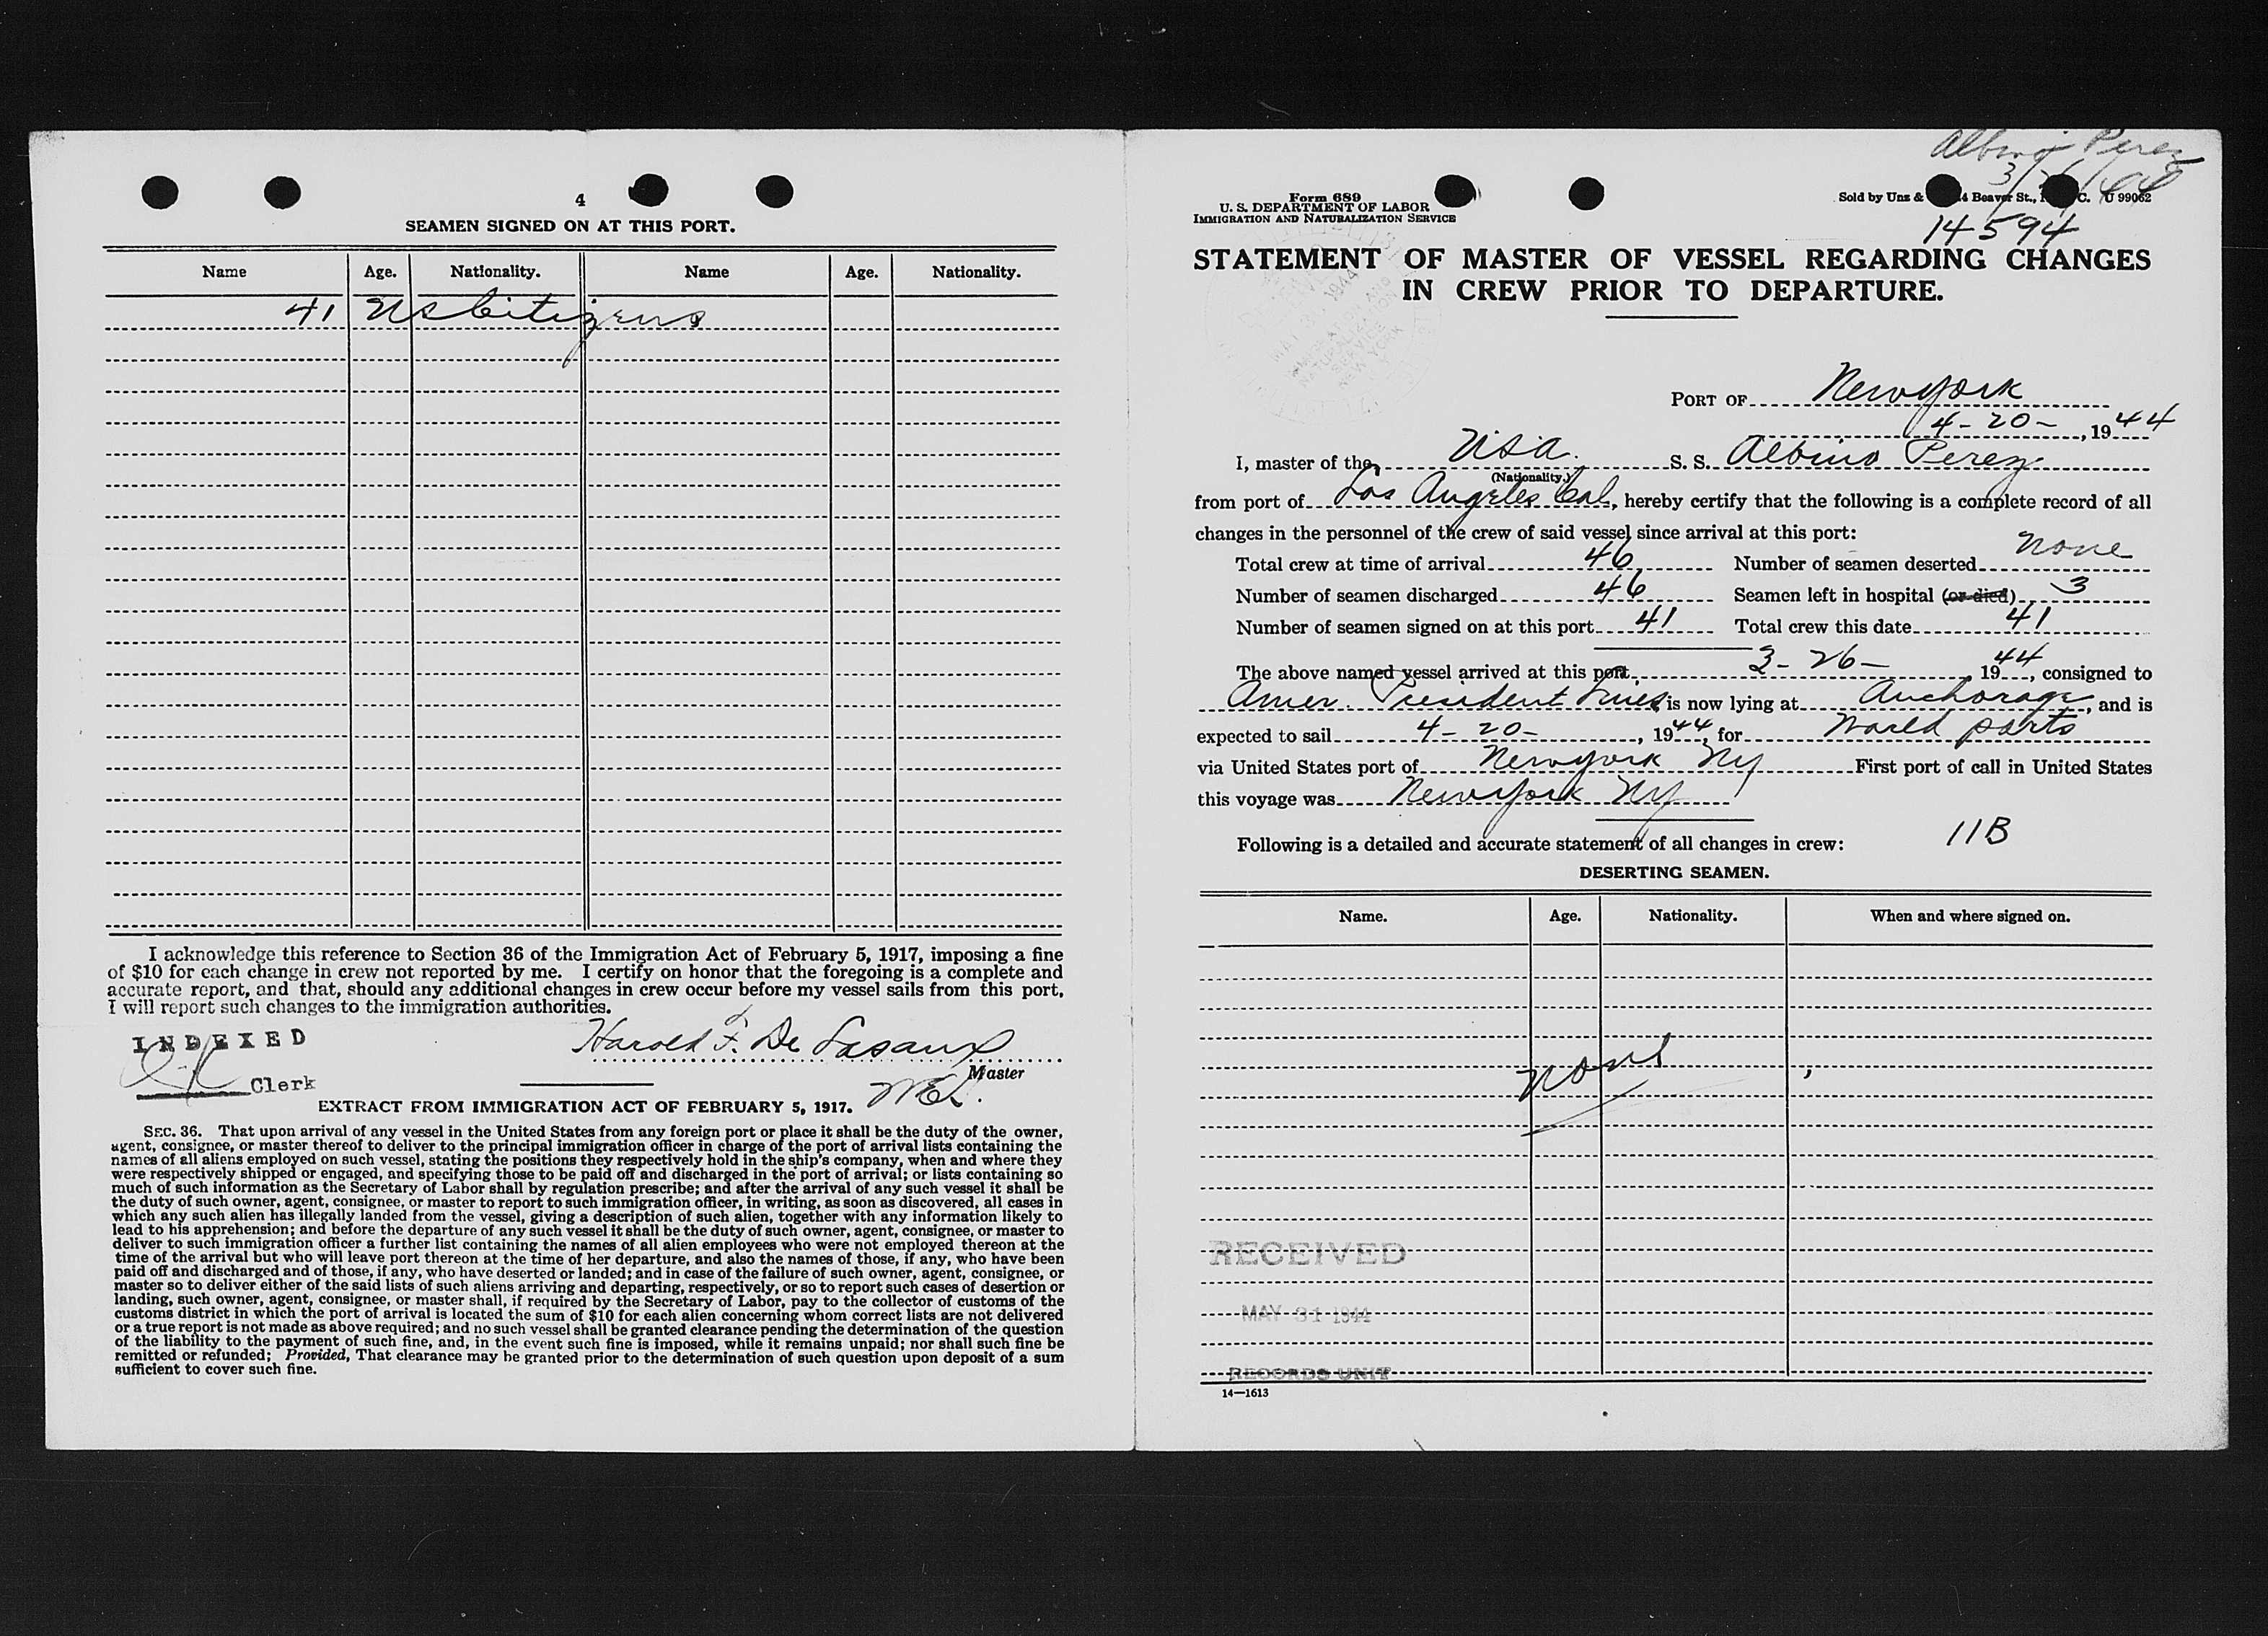 4
SEAMEN SIGNED ON AT THIS PORT.
Name Age. Nationality. Name Age. Nationality.
41 US Citizens
I acknowledge this reference to Section 36 of the Immigration Act of February 5, 1917, imposing a fine
of $10 for each change in crew not reported by me. I certify on honor that the foregoing is a complete and
accurate report, and that, should any additional changes in crew occur before my vessel sails from this port,
I will report such changes to the immigration authorities.
INDEXED
Harold F. De Lasaux
Master
Clerk
EXTRACT FROM IMMIGRATION ACT OF FEBRUARY 5, 1917.
SEC. 36. That upon arrival of any vessel in the United States from any foreign port or place it shall be the duty of the owner,
agent, consignee, or master thereof to deliver to the principal immigration officer in charge of the port of arrival lists containing the
names of all aliens employed on such vessel, stating the positions they respectively hold in the ship's company, when and where they
were respectively shipped or engaged, and specifying those to be paid off and discharged in the port of arrival; or lists containing so
much of such information as the Secretary of Labor shall by regulation prescribe; and after the arrival of any such vessel it shall be
the duty of such owner, agent, consignee, or master to report to such immigration officer, in writing, as soon as discovered, all cases in
which any such alien has illegally landed from the vessel, giving a description of such alien, together with any information likely to
lead to his apprehension; and before the departure of any such vessel it shall be the duty of such owner, agent, consignee, or master to
deliver to such immigration officer a further list containing the names of all alien employees who were not employed thereon at the
time of the arrival but who will leave port thereon at the time of her departure, and also the names of those, if any, who have been
paid off and discharged and of those, if any, who have deserted or landed; and in case of the failure of such owner, agent, consignee, or
master so to deliver either of the said lists of such aliens arriving and departing, respectively, or so to report such cases of desertion or
landing, such owner, agent, consignee, or master shall, if required by the Secretary of Labor, pay to the collector of customs of the
customs district in which the port of arrival is located the sum of $10 for each alien concerning whom correct lists are not delivered
or a true report is not made as above required; and no such vessel shall be granted clearance pending the determination of the question
of the liability to the payment of such fine, and, in the event such fine is imposed, while it remains unpaid; nor shall such fine be
remitted or refunded; Provided, That clearance may be granted prior to the determination of such question upon deposit of a sum
sufficient to cover such fine.
Albino Perez
3/26/44
Form 689
U. S. DEPARTMENT OF LABOR
IMMIGRATION AND NATURALIZATION SERVICE
Sold by Unz & Beaver St., C. U 99062
14594
STATEMENT OF MASTER OF VESSEL REGARDING CHANGES
IN CREW PRIOR TO DEPARTURE.
PORT OF New York
4-20-, 1944
I, master of the USA. S. S. Albino Perez
(Nationality.)
from port of Los Angeles Cal, hereby certify that the following is a complete record of all
changes in the personnel of the crew of said vessel since arrival at this port:
Total crew at time of arrival 46 Number of seamen deserted none
Number of seamen discharged 46 Seamen left in hospital (or died) 3
Number of seamen signed on at this port 41 Total crew this date 41
The above named vessel arrived at this port 3-26- 1944, consigned to
Amer. President Lines, is now lying at Anchorage, and is
expected to sail 4-20-, 1944, for World ports
via United States port of New York NY First port of call in United States
this voyage was New York NY
Following is a detailed and accurate statement of all changes in crew: 11B
DESERTING SEAMEN.
Name. Age. Nationality. When and where signed on.
none
RECEIVED
MAY 31 1944
RECORDS UNIT
14—1613